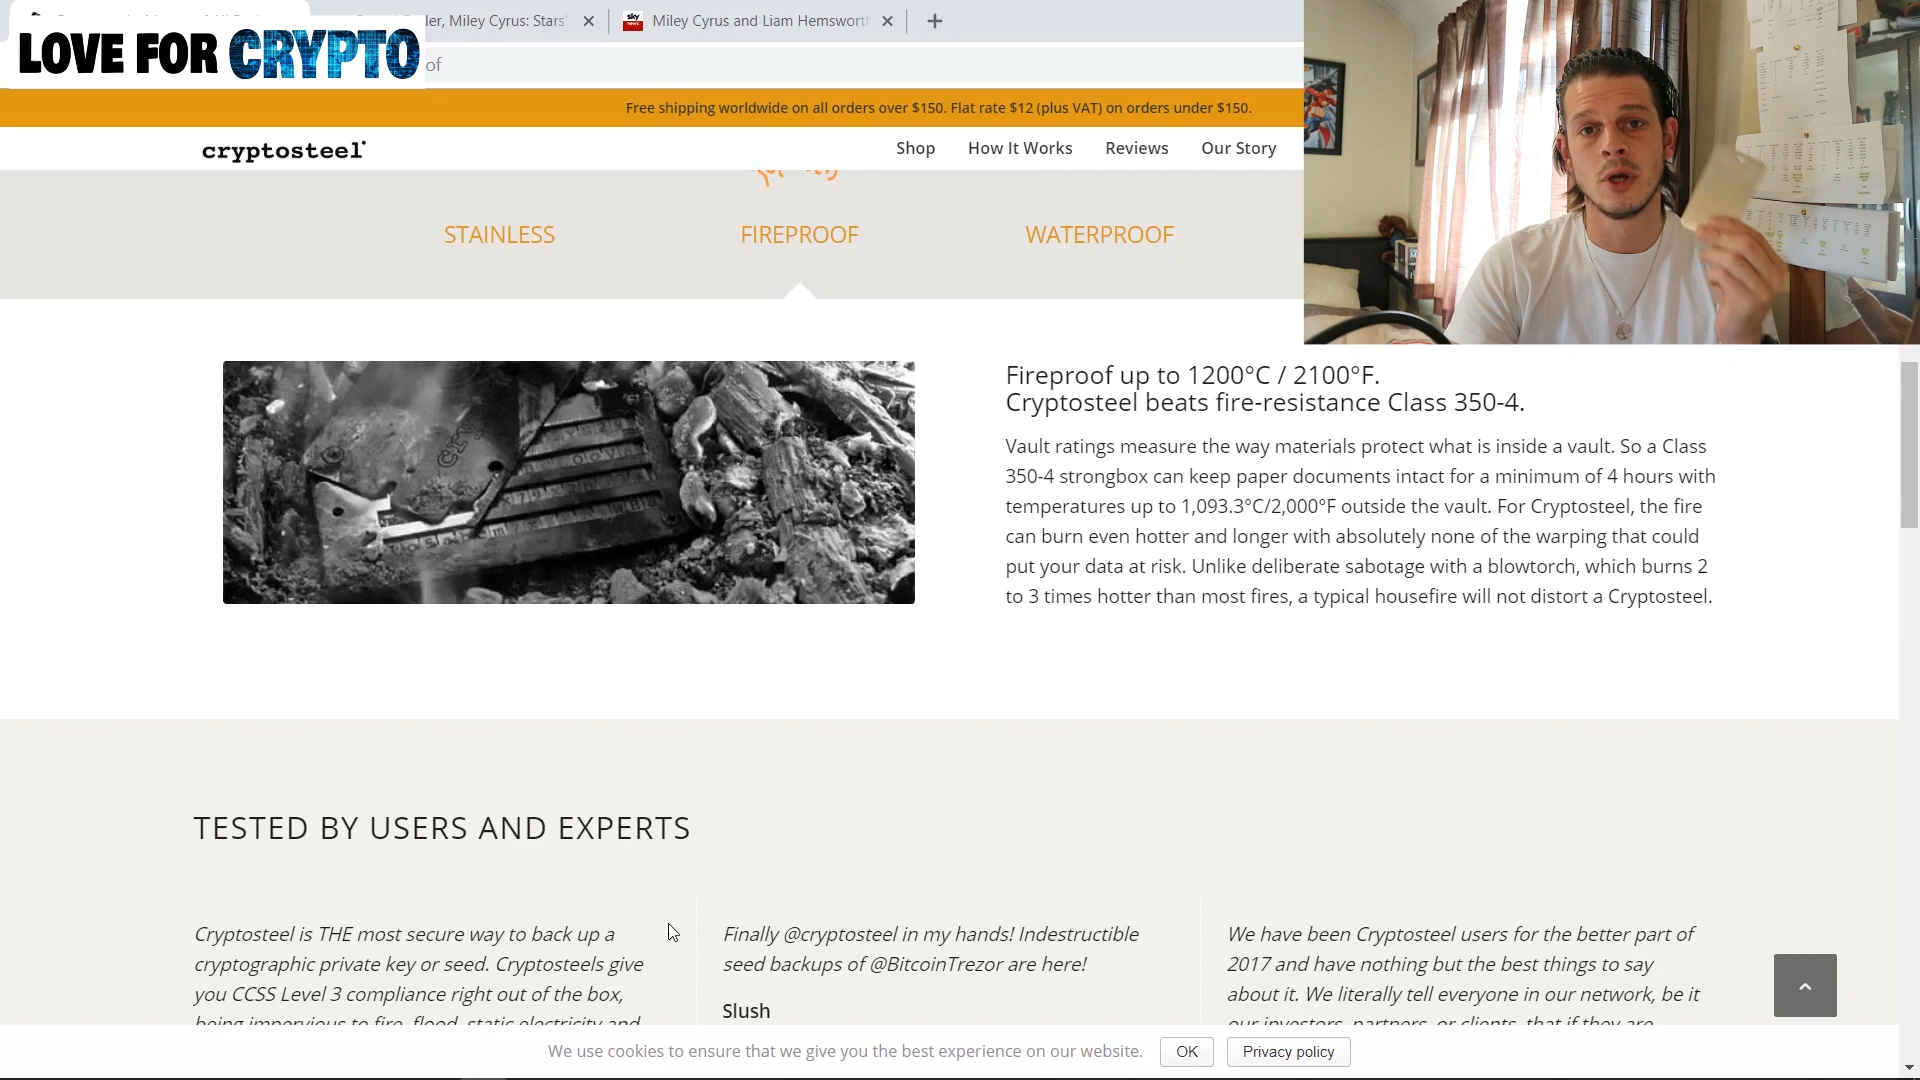 ler, Miley Cyrus: Stars'
sky news
Miley Cyrus and Liam Hemsworth
LOVE FOR CRYPTO
of
Free shipping worldwide on all orders over $150. Flat rate $12 (plus VAT) on orders under $150.
cryptosteel
Shop
How It Works
Reviews
Our Story
STAINLESS
FIREPROOF
WATERPROOF
Fireproof up to 1200°C / 2100°F.
Cryptosteel beats fire-resistance Class 350-4.
Vault ratings measure the way materials protect what is inside a vault. So a Class
350-4 strongbox can keep paper documents intact for a minimum of 4 hours with
temperatures up to 1,093.3°C/2,000°F outside the vault. For Cryptosteel, the fire
can burn even hotter and longer with absolutely none of the warping that could
put your data at risk. Unlike deliberate sabotage with a blowtorch, which burns 2
to 3 times hotter than most fires, a typical housefire will not distort a Cryptosteel.
TESTED BY USERS AND EXPERTS
Cryptosteel is THE most secure way to back up a
cryptographic private key or seed. Cryptosteels give
you CCSS Level 3 compliance right out of the box,
being impervious to fire, flood, static electricity and
Finally @cryptosteel in my hands! Indestructible
seed backups of @BitcoinTrezor are here!
Slush
We have been Cryptosteel users for the better part of
2017 and have nothing but the best things to say
about it. We literally tell everyone in our network, be it
our investors, partners, or clients, that if they are
We use cookies to ensure that we give you the best experience on our website.
OK
Privacy policy